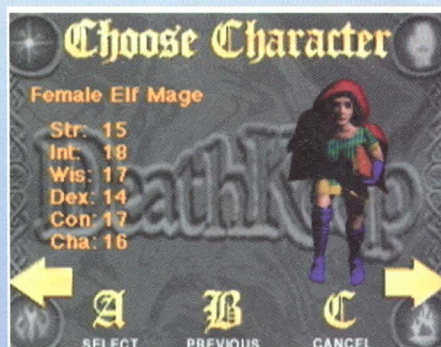 Choose Character
Female Elf Mage
Str: 15
Int: 18
Wis: 17
Dex: 14
Con: 17
Cha: 16
DeathKeep
A B C
SELECT PREVIOUS CANCEL